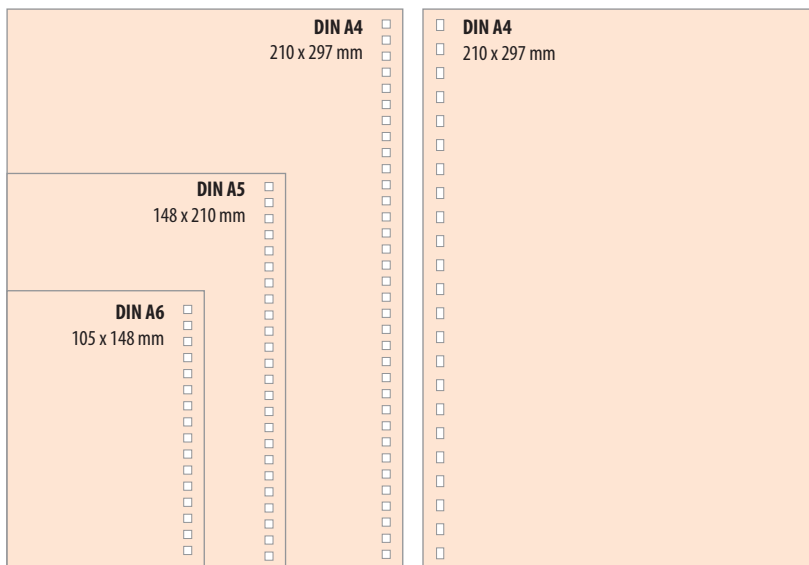 DIN A4
210 x 297 mm
DIN A5
148 x 210 mm
DIN A6
105 x 148 mm
DIN A4
210 x 297 mm